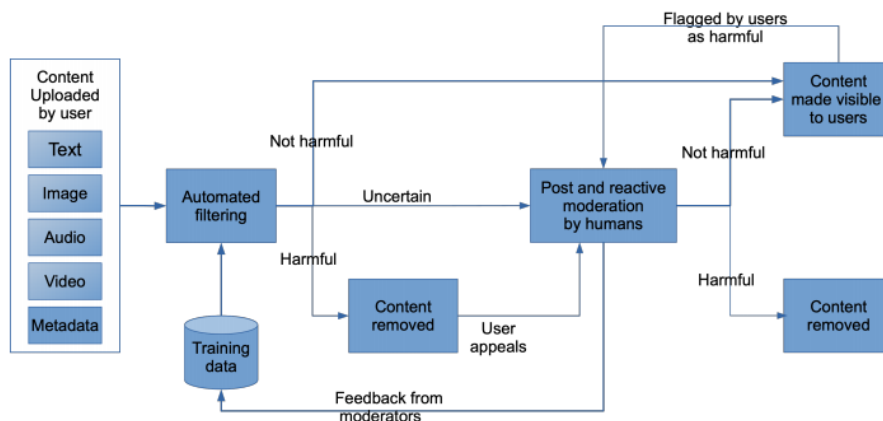 Content
Uploaded
by user
Text
Image
Audio
Video
Metadata
Automated
filtering
Training
data
Not harmful
Uncertain
Harmful
Content
removed
User
appeals
Feedback from
moderators
Post and reactive
moderation
by humans
Flagged by users
as harmful
Content
made visible
to users
Not harmful
Harmful
Content
removed